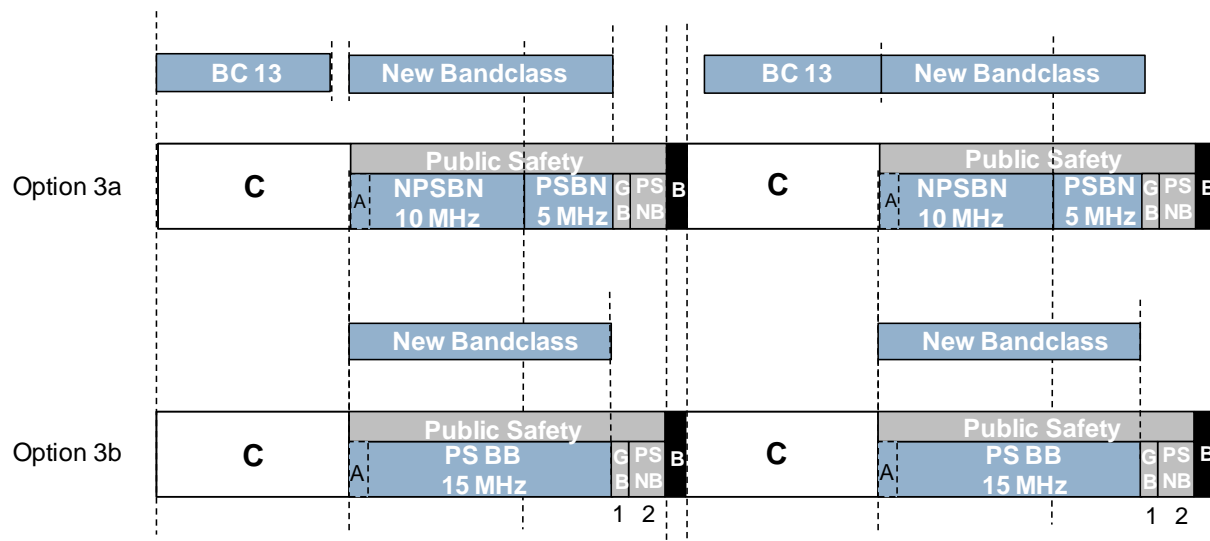 BC 13 New Bandclass BC 13 New Bandclass
Option 3a
C
Public Safety
A
NPSBN
10 MHz
PSBN
5 MHz
G
B
PS
NB
B
C
Public Safety
A
NPSBN
10 MHz
PSBN
5 MHz
G
B
PS
NB
B
New Bandclass New Bandclass
Option 3b
C
Public Safety
A
PS BB
15 MHz
G
B
PS
NB
B
C
Public Safety
A
PS BB
15 MHz
G
B
PS
NB
B
1 2 1 2